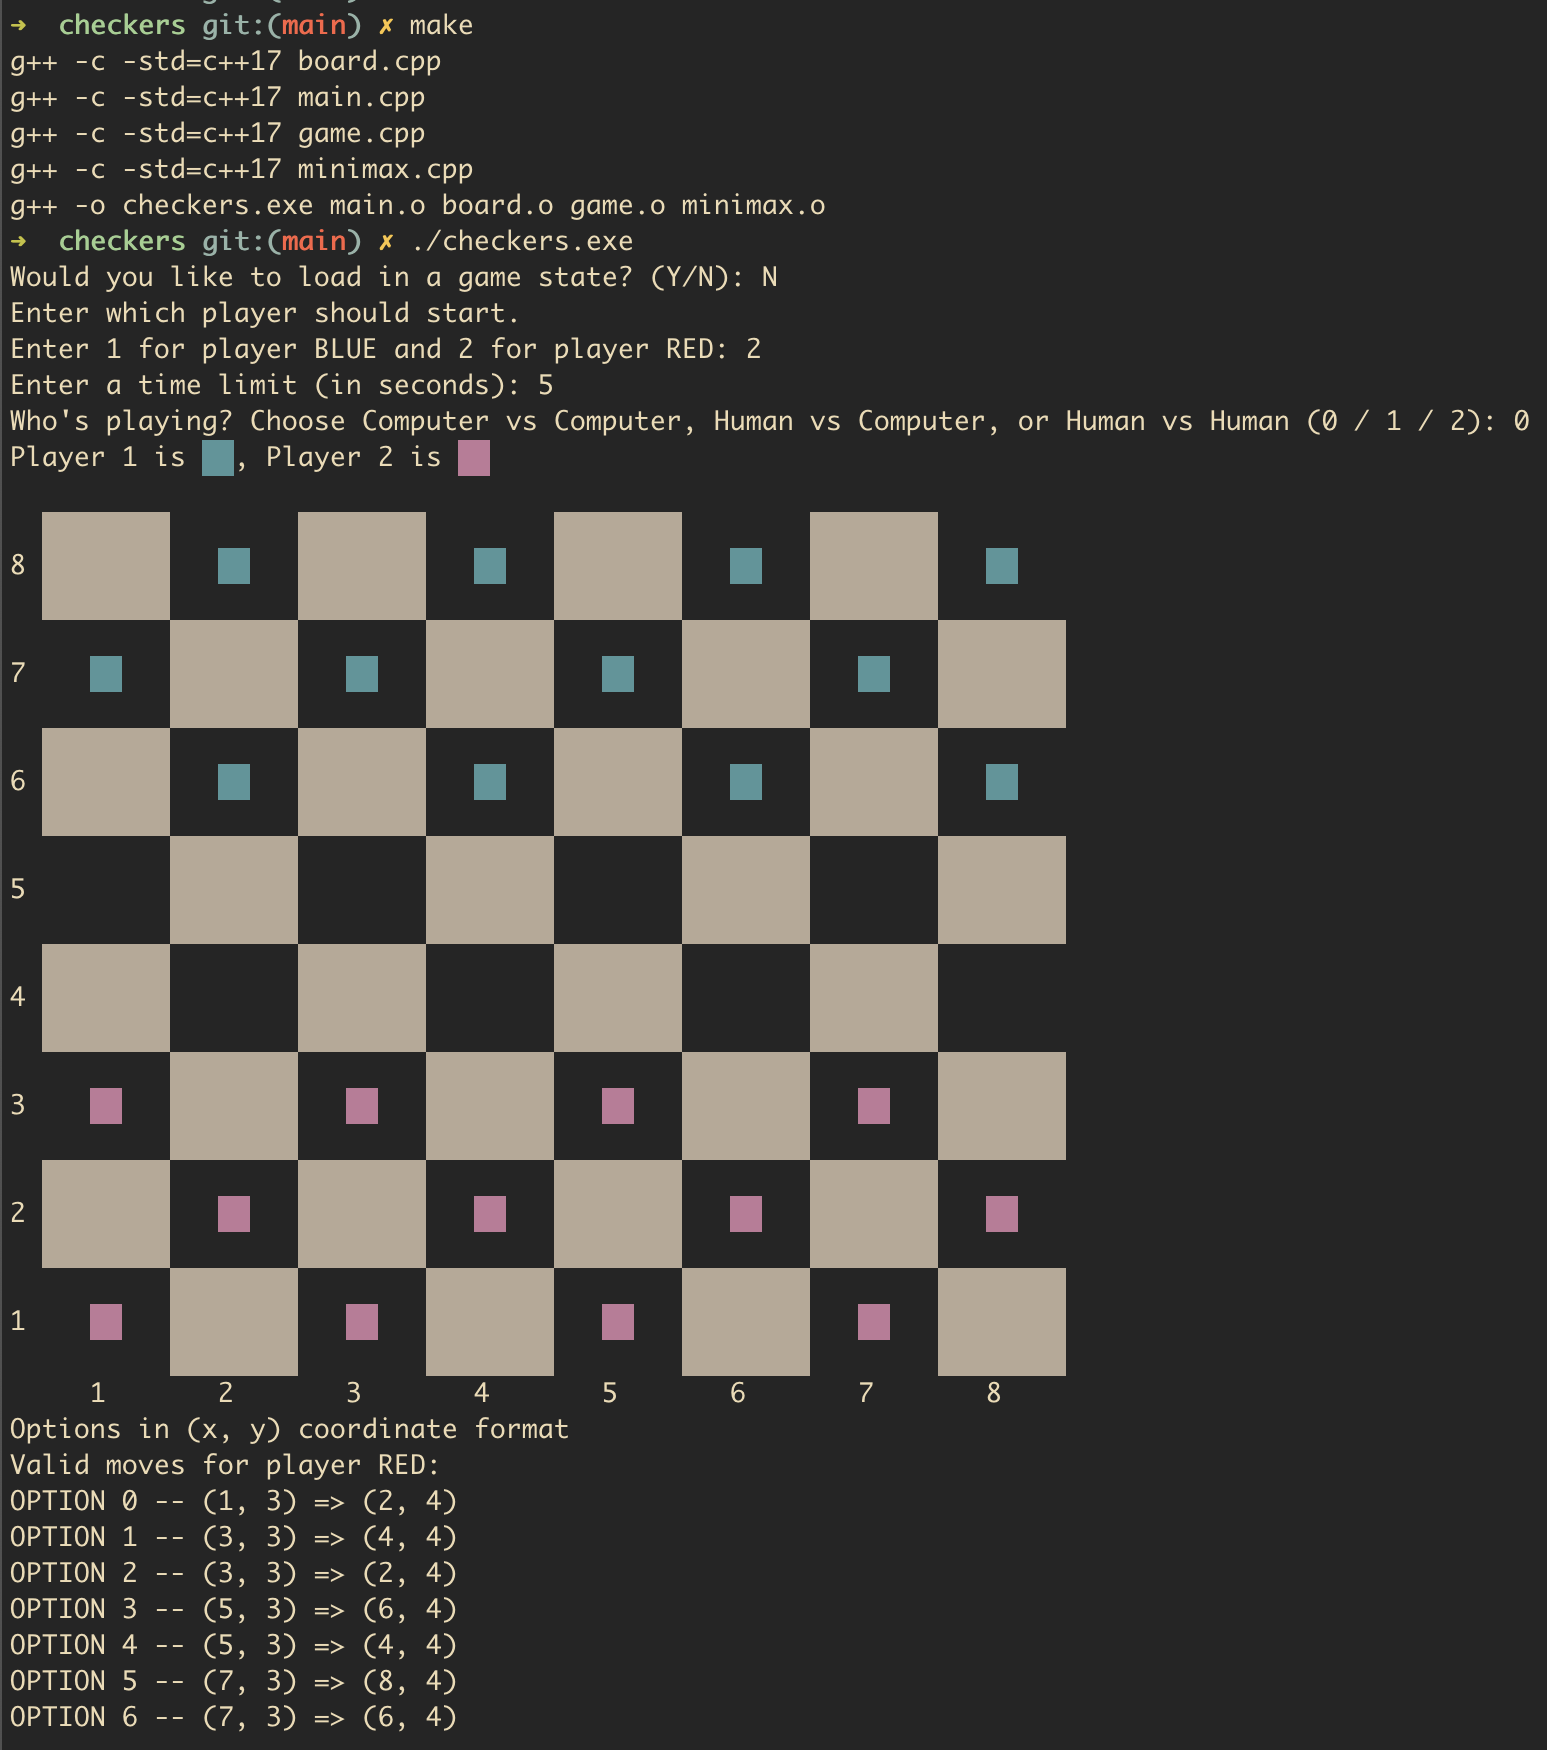 ➜  checkers git:(main) ✗ make
g++ -c -std=c++17 board.cpp
g++ -c -std=c++17 main.cpp
g++ -c -std=c++17 game.cpp
g++ -c -std=c++17 minimax.cpp
g++ -o checkers.exe main.o board.o game.o minimax.o
➜  checkers git:(main) ✗ ./checkers.exe
Would you like to load in a game state? (Y/N): N
Enter which player should start.
Enter 1 for player BLUE and 2 for player RED: 2
Enter a time limit (in seconds): 5
Who's playing? Choose Computer vs Computer, Human vs Computer, or Human vs Human (0 / 1 / 2): 0
Player 1 is , Player 2 is
8
7
6
5
4
3
2
1
1 2 3 4 5 6 7 8
Options in (x, y) coordinate format
Valid moves for player RED:
OPTION 0 -- (1, 3) => (2, 4)
OPTION 1 -- (3, 3) => (4, 4)
OPTION 2 -- (3, 3) => (2, 4)
OPTION 3 -- (5, 3) => (6, 4)
OPTION 4 -- (5, 3) => (4, 4)
OPTION 5 -- (7, 3) => (8, 4)
OPTION 6 -- (7, 3) => (6, 4)